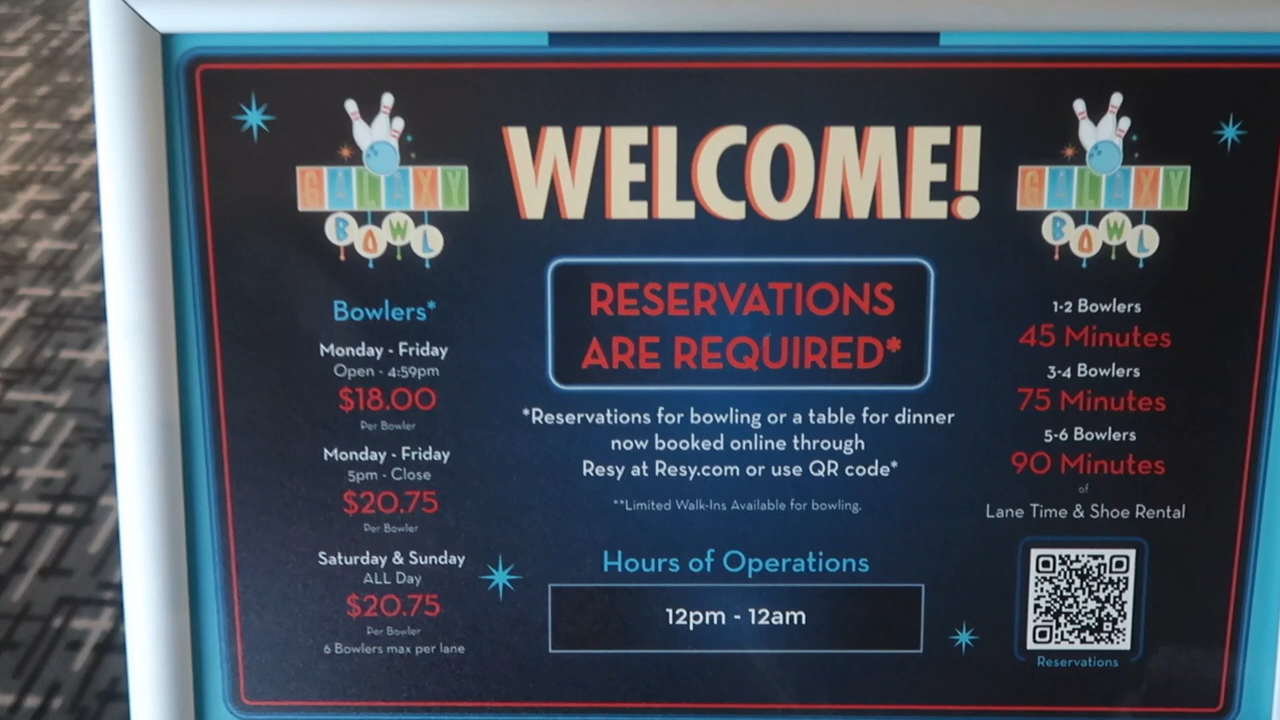 GALAXY
BOWL
WELCOME!
GALAXY
BOWL
RESERVATIONS
ARE REQUIRED*
*Reservations for bowling or a table for dinner
now booked online through
Resy at Resy.com or use QR code*
**Limited Walk-Ins Available for bowling.
Hours of Operations
12pm - 12am
Bowlers*
Monday - Friday
Open - 4:59pm
$18.00
Per Bowler
Monday - Friday
5pm - Close
$20.75
Per Bowler
Saturday & Sunday
ALL Day
$20.75
Per Bowler
6 Bowlers max per lane
1-2 Bowlers
45 Minutes
3-4 Bowlers
75 Minutes
5-6 Bowlers
90 Minutes
of
Lane Time & Shoe Rental
Reservations